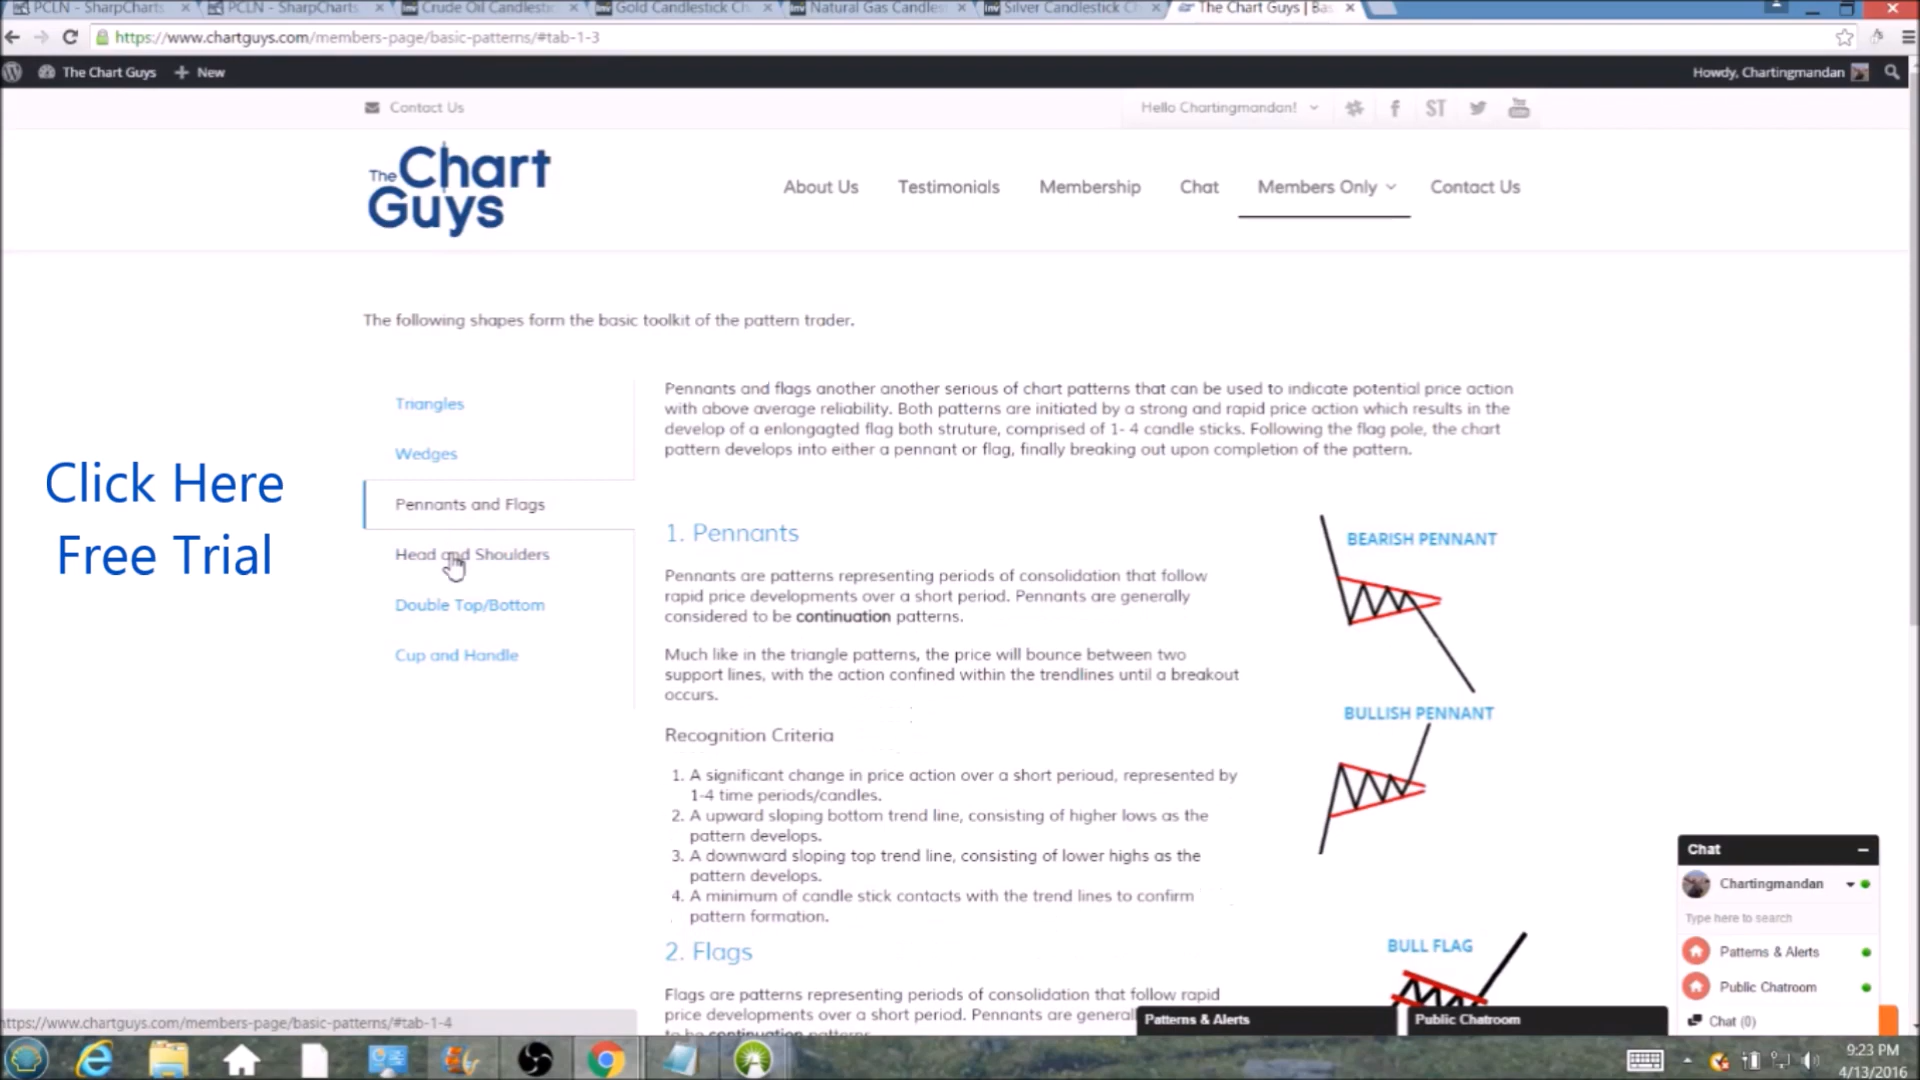 PCLN - SharpCharts
PCLN - SharpCharts
Crude Oil Candlesti
Gold Candlestick Ch
Natural Gas Candles
Silver Candlestick Ch
The Chart Guys | Bas
https://www.chartguys.com/members-page/basic-patterns/#tab-1-3
The Chart Guys
New
Howdy, Chartingmandan
Contact Us
Hello Chartingmandan!
ST
You
The Chart Guys
About Us
Testimonials
Membership
Chat
Members Only
Contact Us
The following shapes form the basic toolkit of the pattern trader.
Triangles
Wedges
Pennants and Flags
Head and Shoulders
Double Top/Bottom
Cup and Handle
Click Here
Free Trial
Pennants and flags another another serious of chart patterns that can be used to indicate potential price action
with above average reliability. Both patterns are initiated by a strong and rapid price action which results in the
develop of a enlongagted flag both struture, comprised of 1- 4 candle sticks. Following the flag pole, the chart
pattern develops into either a pennant or flag, finally breaking out upon completion of the pattern.
1. Pennants
Pennants are patterns representing periods of consolidation that follow
rapid price developments over a short period. Pennants are generally
considered to be continuation patterns.
Much like in the triangle patterns, the price will bounce between two
support lines, with the action confined within the trendlines until a breakout
occurs.
Recognition Criteria
1. A significant change in price action over a short perioud, represented by
1-4 time periods/candles.
2. A upward sloping bottom trend line, consisting of higher lows as the
pattern develops.
3. A downward sloping top trend line, consisting of lower highs as the
pattern develops.
4. A minimum of candle stick contacts with the trend lines to confirm
pattern formation.
2. Flags
Flags are patterns representing periods of consolidation that follow rapid
price developments over a short period. Pennants are general
to be continuation patterns
BEARISH PENNANT
BULLISH PENNANT
BULL FLAG
Chat
Chartingmandan
Type here to search
Patterns & Alerts
Public Chatroom
Chat (0)
Patterns & Alerts
Public Chatroom
https://www.chartguys.com/members-page/basic-patterns/#tab-1-4
9:23 PM
4/13/2016